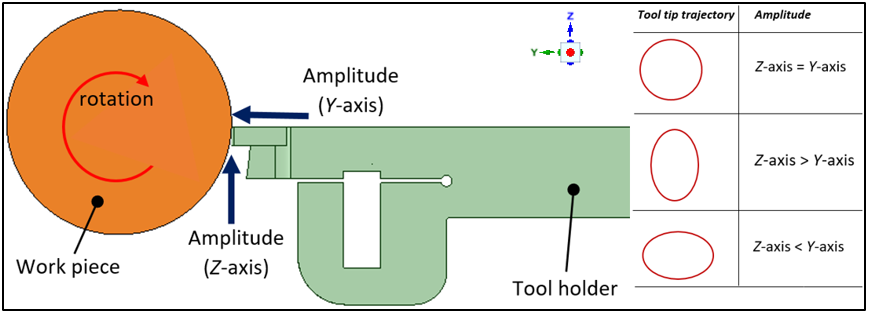 rotation
Amplitude
(Y-axis)
Amplitude
(Z-axis)
Work piece
Tool holder
Z
Y
Tool tip trajectory Amplitude
Z-axis = Y-axis
Z-axis > Y-axis
Z-axis < Y-axis